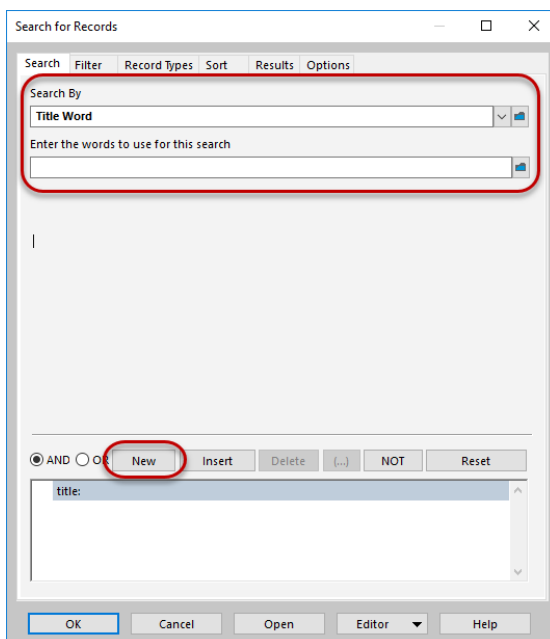 Search for Records
Search Filter Record Types Sort Results Options
Search By
Title Word
Enter the words to use for this search
AND OR New Insert Delete (...) NOT Reset
title:
OK Cancel Open Editor Help